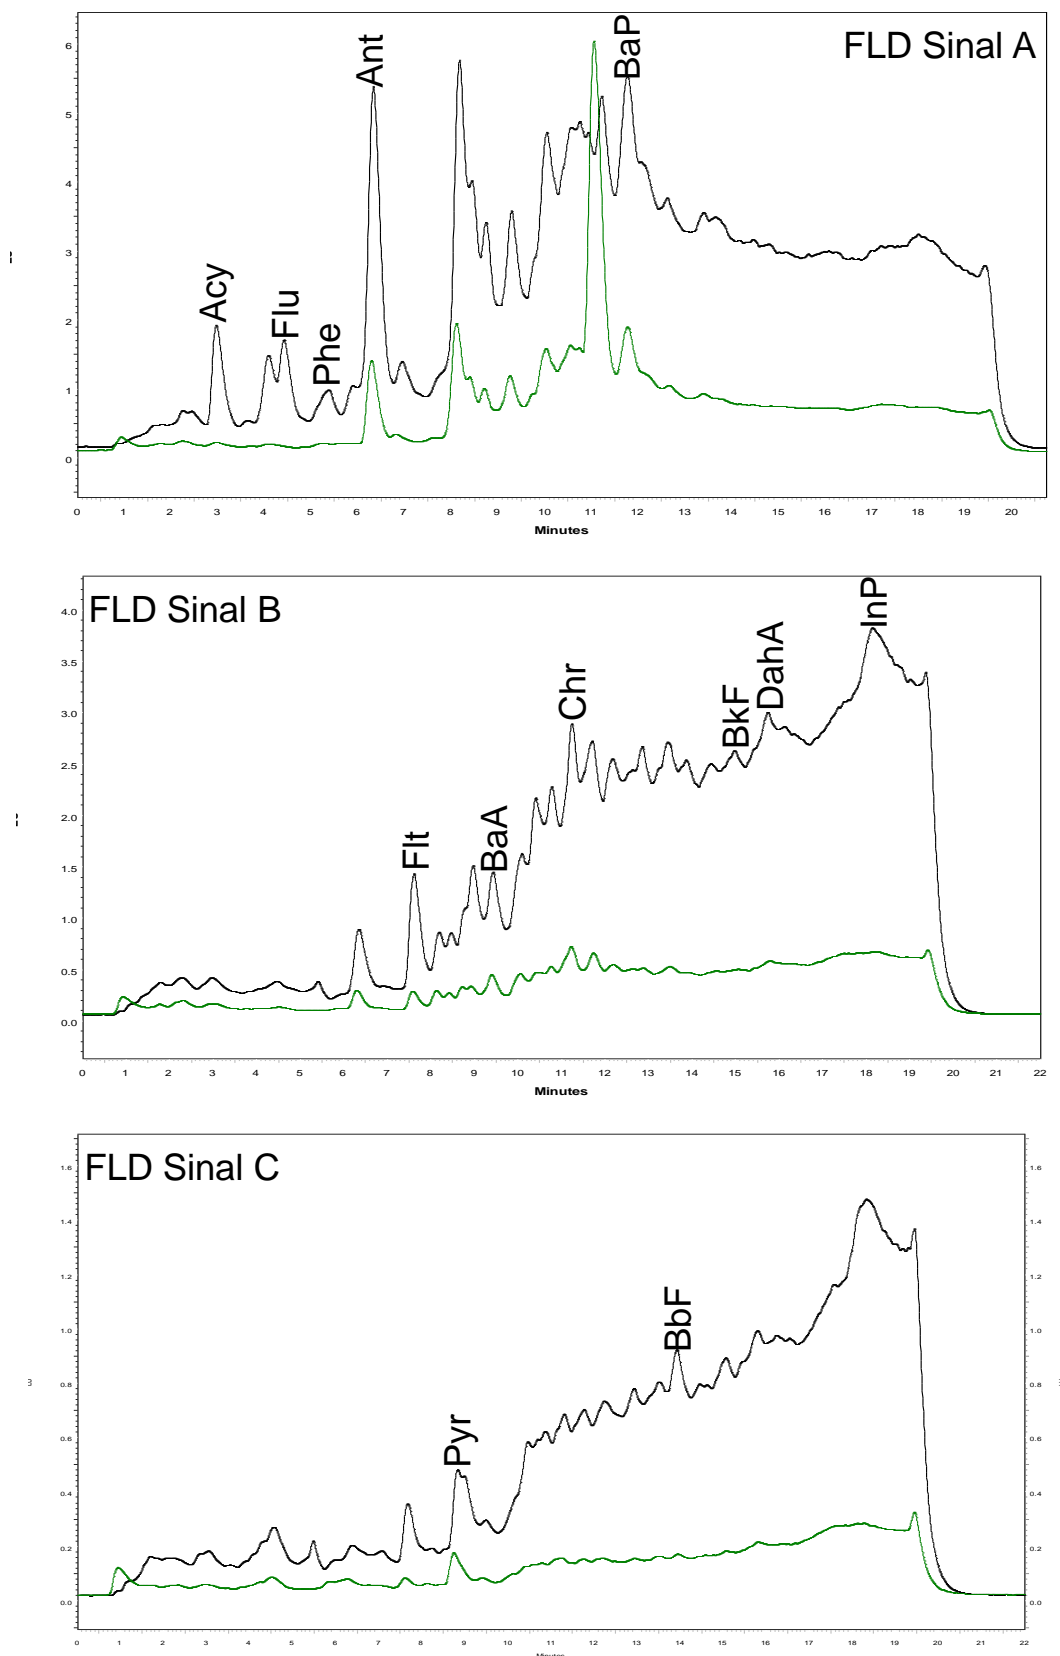 FLD Sinal A
6
5
4
3
2
1
0
Acy
Flu
Phe
Ant
BaP
0 1 2 3 4 6 7 8 9 10 11 12 13 14 15 16 17 18 19 20
Minutes
FLD Sinal B
4.0
3.5
3.0
2.5
2.0
1.5
1.0
0.5
0.0
Flt
BaA
Chr
BkF
DahA
InP
0 1 2 3 4 5 6 7 8 9 10 11 12 13 14 15 16 17 18 19 20 21 22
Minutes
FLD Sinal C
1.6 1.6
1.4 1.4
1.2 1.2
1.0 1.0
0.8 0.8
0.6 0.6
0.4 0.4
0.2 0.2
0.0 0.0
Pyr
BbF
0 1 2 3 4 5 6 7 8 9 10 11 12 13 14 16 17 18 19 20 21 22
Minutes